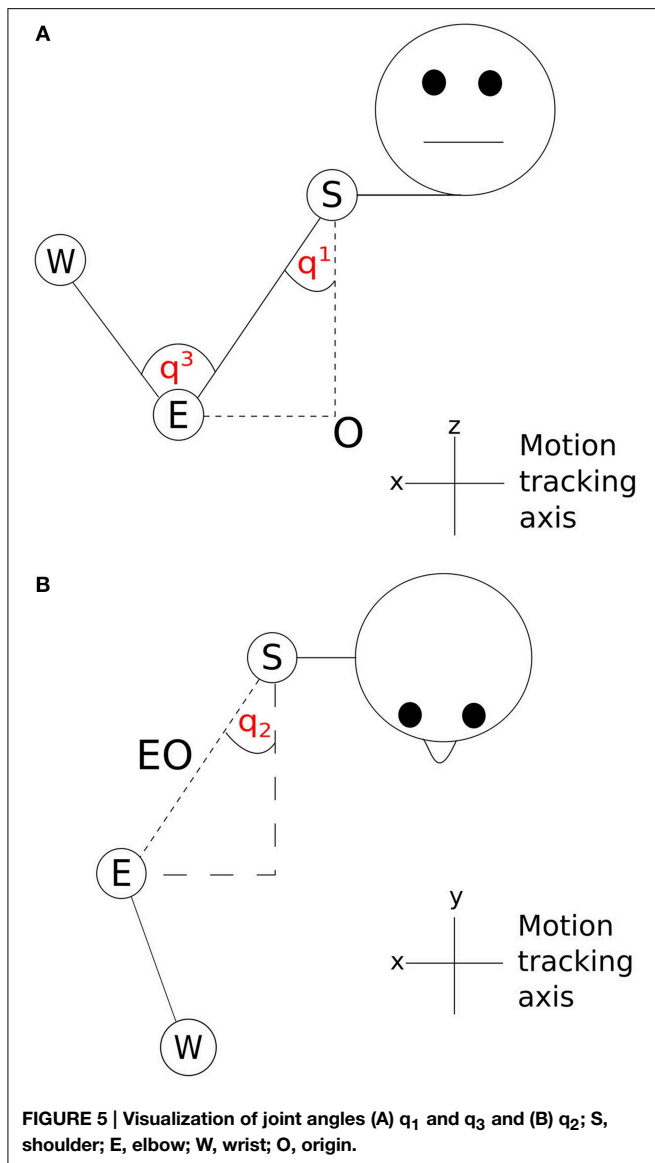 A
S
q¹
W
q³
E
O
z
x
Motion
tracking
axis
B
S
q₂
EO
E
y
x
Motion
tracking
axis
W
FIGURE 5 | Visualization of joint angles (A) q₁ and q₃ and (B) q₂; S,
shoulder; E, elbow; W, wrist; O, origin.